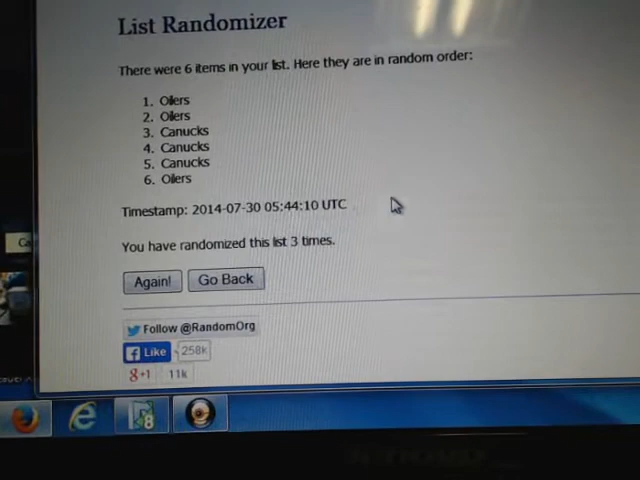 List Randomizer
There were 6 items in your list. Here they are in random order:
1. Oilers
2. Oilers
3. Canucks
4. Canucks
5. Canucks
6. Oilers
Timestamp: 2014-07-30 05:44:10 UTC
You have randomized this list 3 times.
Again! Go Back
Follow @RandomOrg
Like 258k
g+1 11k
8